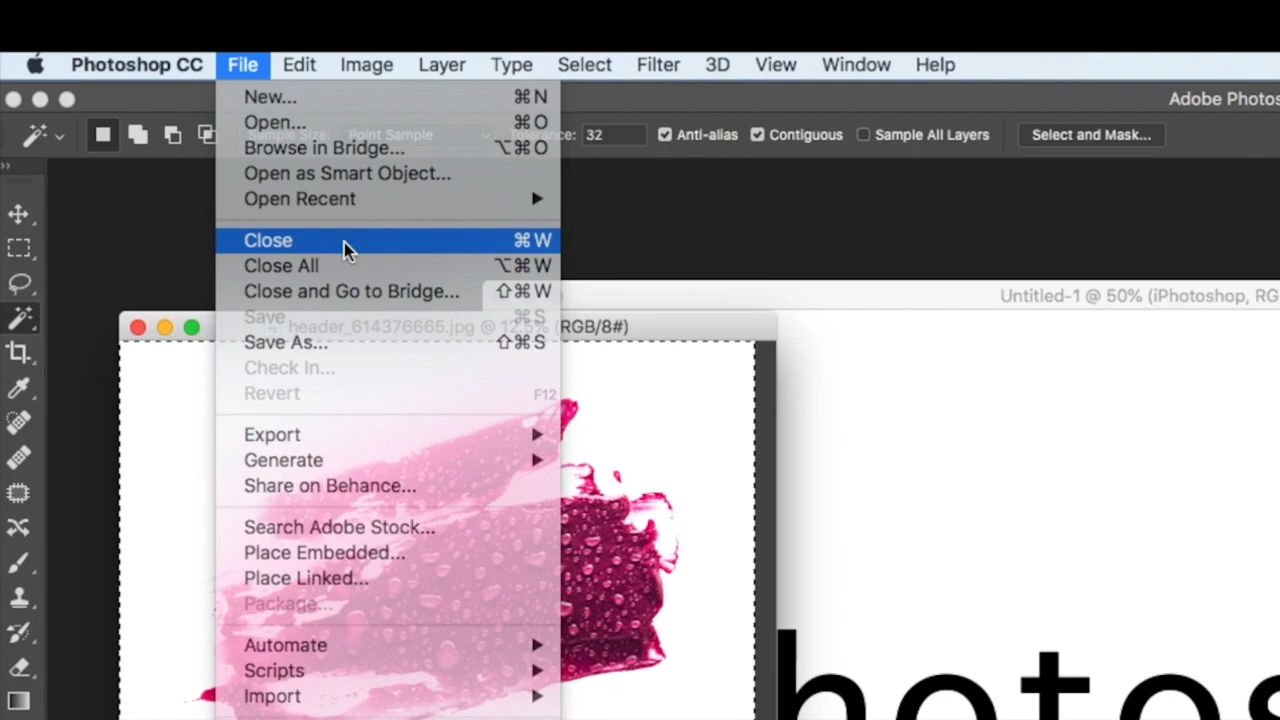 Photoshop CC File Edit Image Layer Type Select Filter 3D View Window Help
Adobe Photos
Sample Size: Point Sample Tolerance: 32 Anti-alias Contiguous Sample All Layers Select and Mask...
New... ⌘N
Open... ⌘O
Browse in Bridge... ⌥⌘O
Open as Smart Object...
Open Recent
Close ⌘W
Close All ⌥⌘W
Close and Go to Bridge... ⇧⌘W
Save ⌘S
Save As... ⇧⌘S
Check In...
Revert F12
Export
Generate
Share on Behance...
Search Adobe Stock...
Place Embedded...
Place Linked...
Package...
Automate
Scripts
Import
Untitled-1 @ 50% (iPhotoshop, RG
header_614376665.jpg @ 12.5% (RGB/8#)
hotos